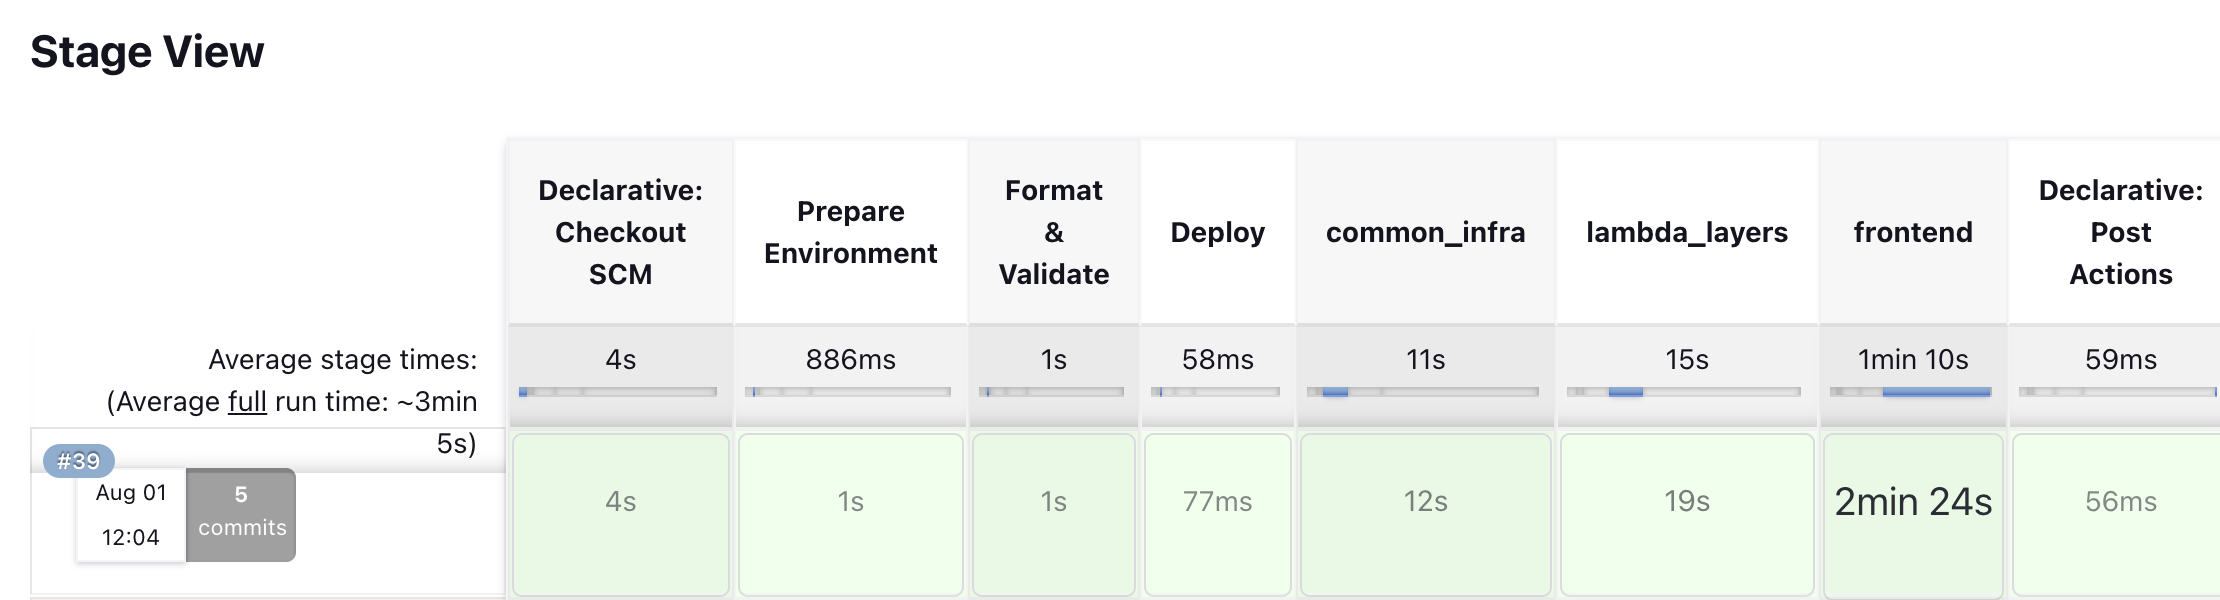 Stage View
Declarative:
Checkout
SCM
Prepare
Environment
Format
&
Validate
Deploy
common_infra
lambda_layers
frontend
Declarative:
Post
Actions
Average stage times:
(Average full run time: ~3min
5s)
4s
886ms
1s
58ms
11s
15s
1min 10s
59ms
#39
Aug 01
12:04
5
commits
4s
1s
1s
77ms
12s
19s
2min 24s
56ms